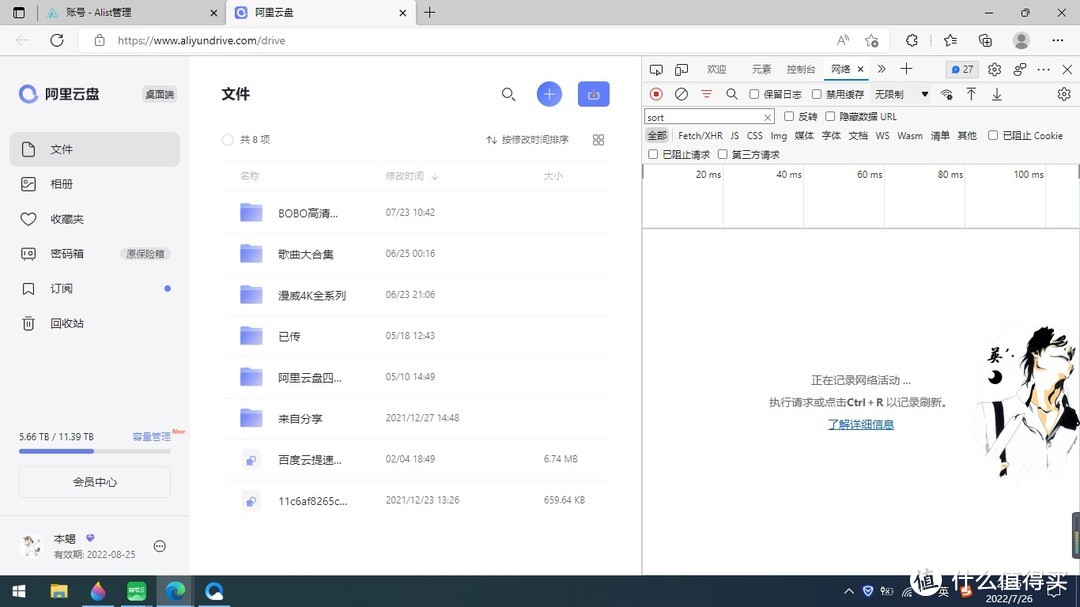 账号 - Alist管理
阿里云盘
https://www.aliyundrive.com/drive
阿里云盘
桌面端
文件
相册
收藏夹
密码箱
原保险箱
订阅
回收站
5.66 TB / 11.39 TB
容量管理
New
会员中心
本蝎
有效期: 2022-08-25
文件
共 8 项
按修改时间排序
名称 修改时间 大小
BOBO高清... 07/23 10:42
歌曲大合集 06/25 00:16
漫威4K全系列 06/23 21:06
已传 05/18 12:43
阿里云盘四... 05/10 14:49
来自分享 2021/12/27 14:48
百度云提速... 02/04 18:49 6.74 MB
11c6af8265c... 2021/12/23 13:26 659.64 KB
欢迎 元素 控制台 网络 27
保留日志 禁用缓存 无限制
sort 反转 隐藏数据 URL
全部 Fetch/XHR JS CSS Img 媒体 字体 文档 WS Wasm 清单 其他 已阻止 Cookie
已阻止请求 第三方请求
20 ms 40 ms 60 ms 80 ms 100 ms
正在记录网络活动 ...
执行请求或点击Ctrl + R 以记录刷新。
了解详细信息
英
英
2022/7/26
值 什么值得买